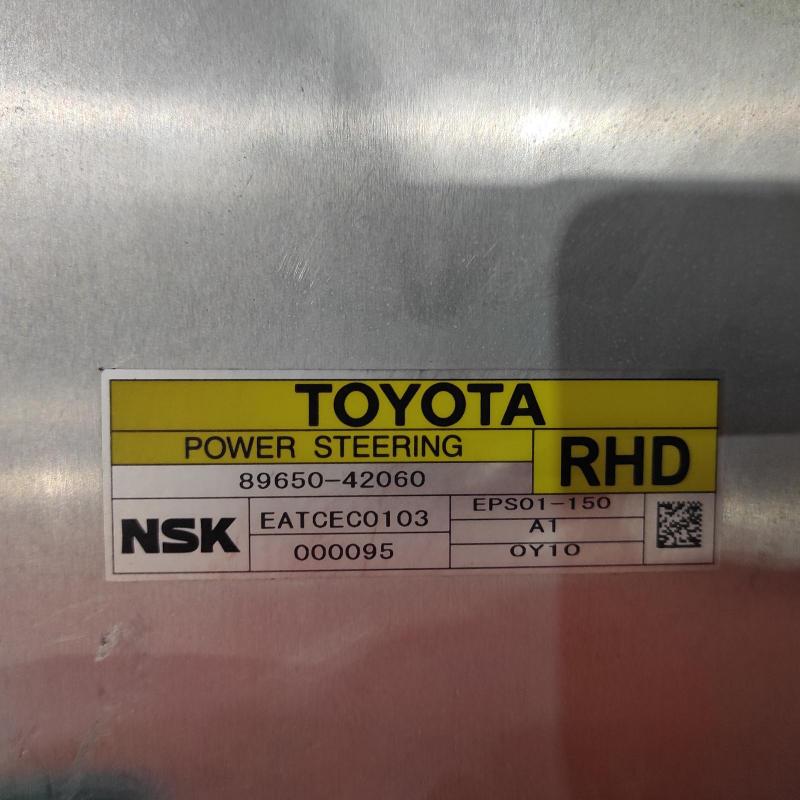 TOYOTA
POWER STEERING
RHD
89650-42060
NSK
EATCEC0103
000095
EPS01-150
A1
0Y10